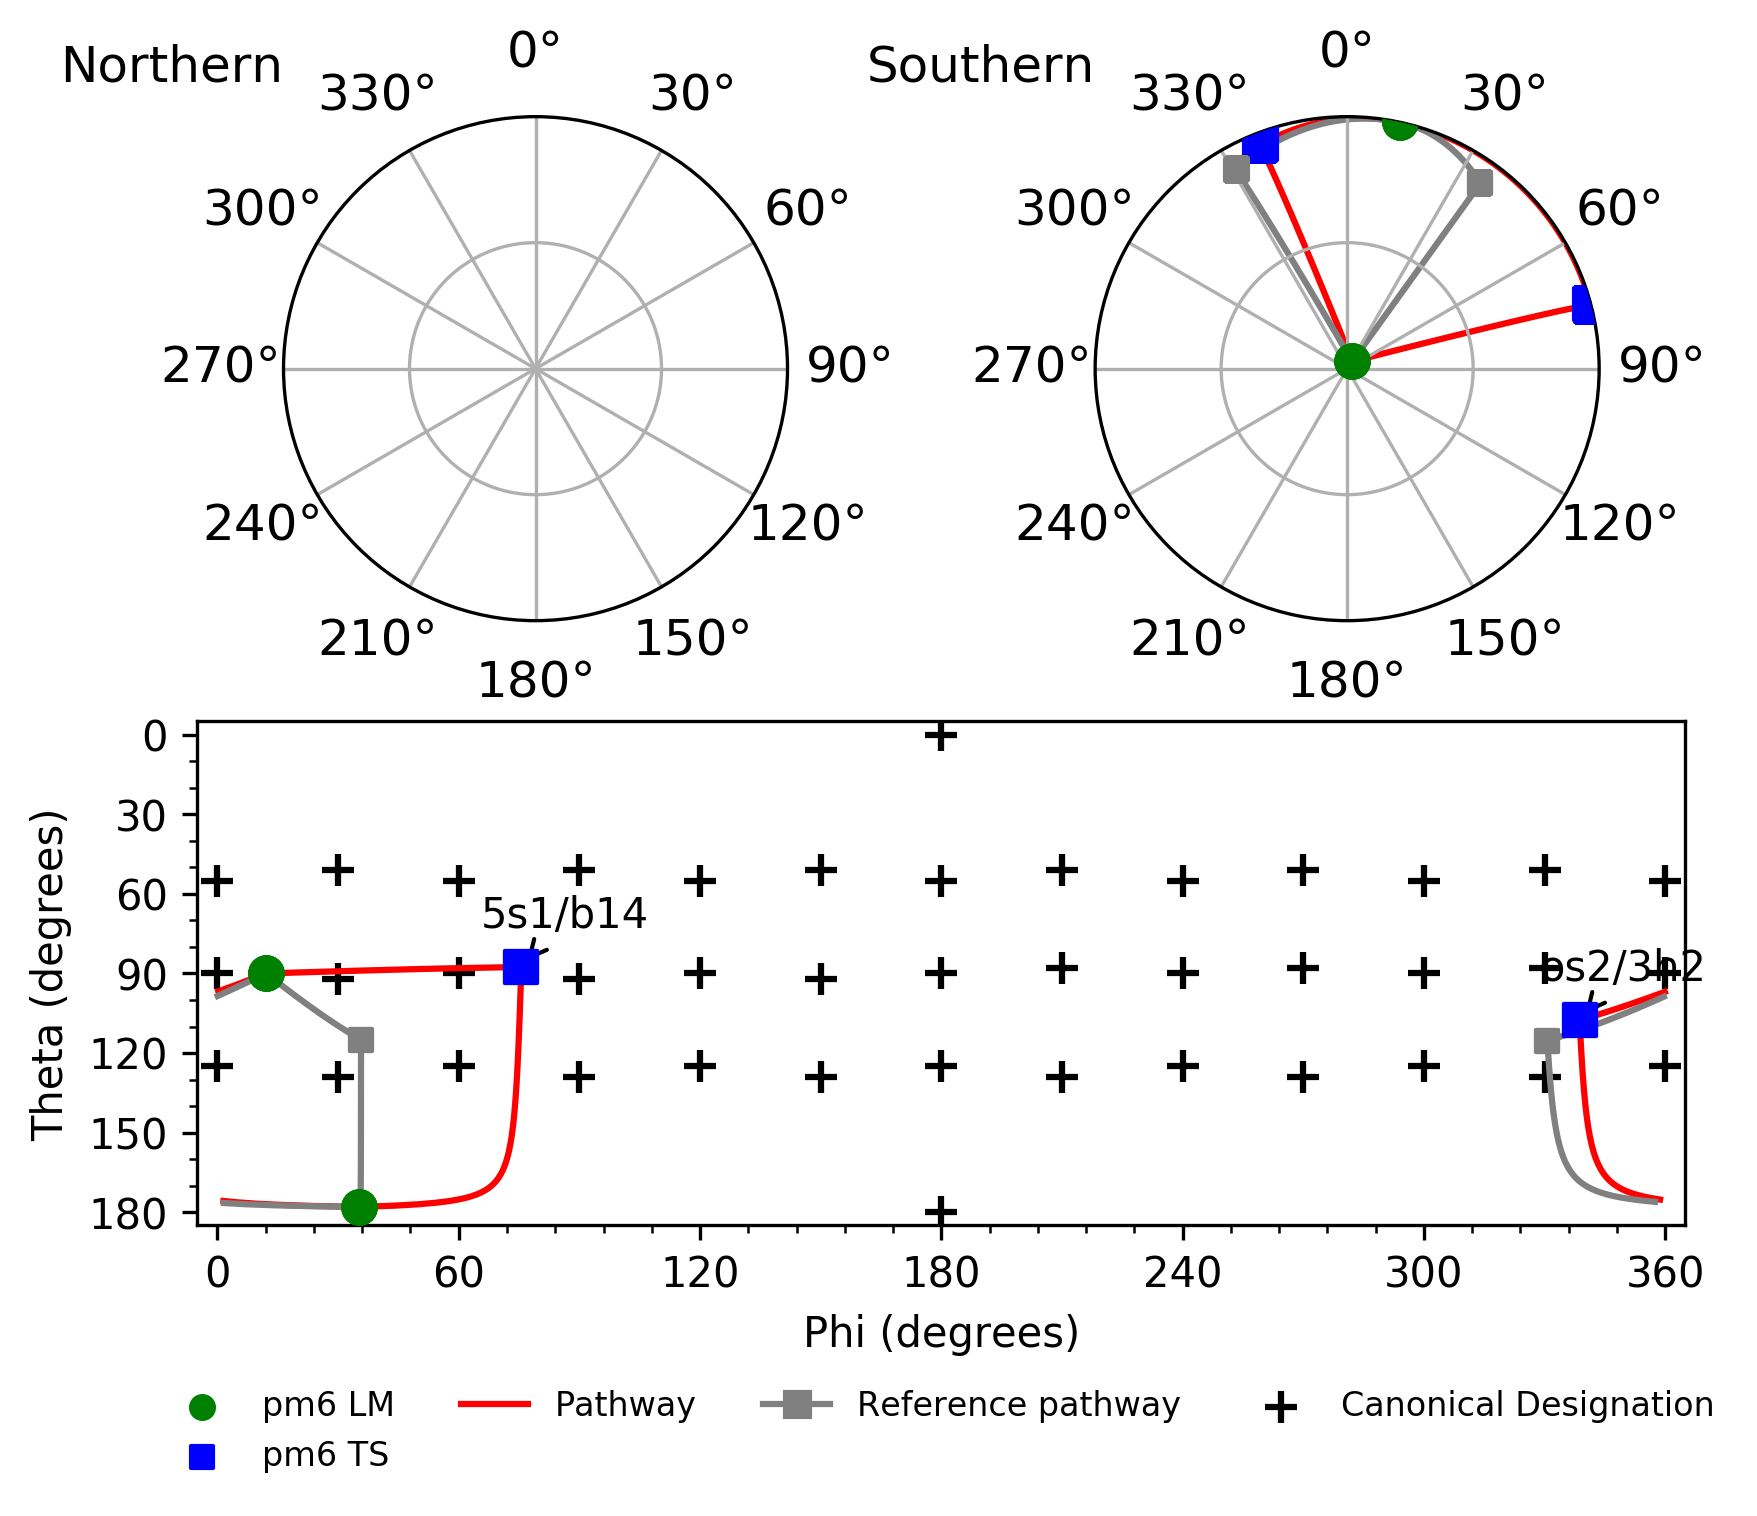 Northern
0°
30°
60°
90°
120°
150°
180°
210°
240°
270°
300°
330°
Southern
0°
30°
60°
90°
120°
150°
180°
210°
240°
270°
300°
330°
Theta (degrees)
0
30
60
90
120
150
180
5s1/b14
0 60 120 180 240 300 360
Phi (degrees)
pm6 LM
pm6 TS
Pathway
Reference pathway
Canonical Designation